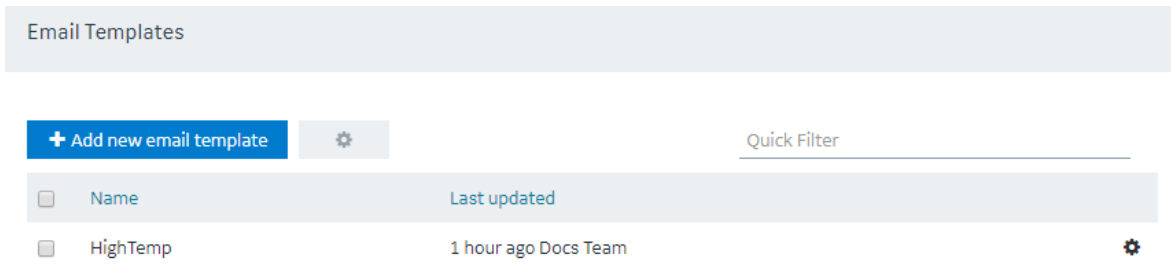 Email Templates
Add new email template
Quick Filter
Name Last updated
HighTemp 1 hour ago Docs Team